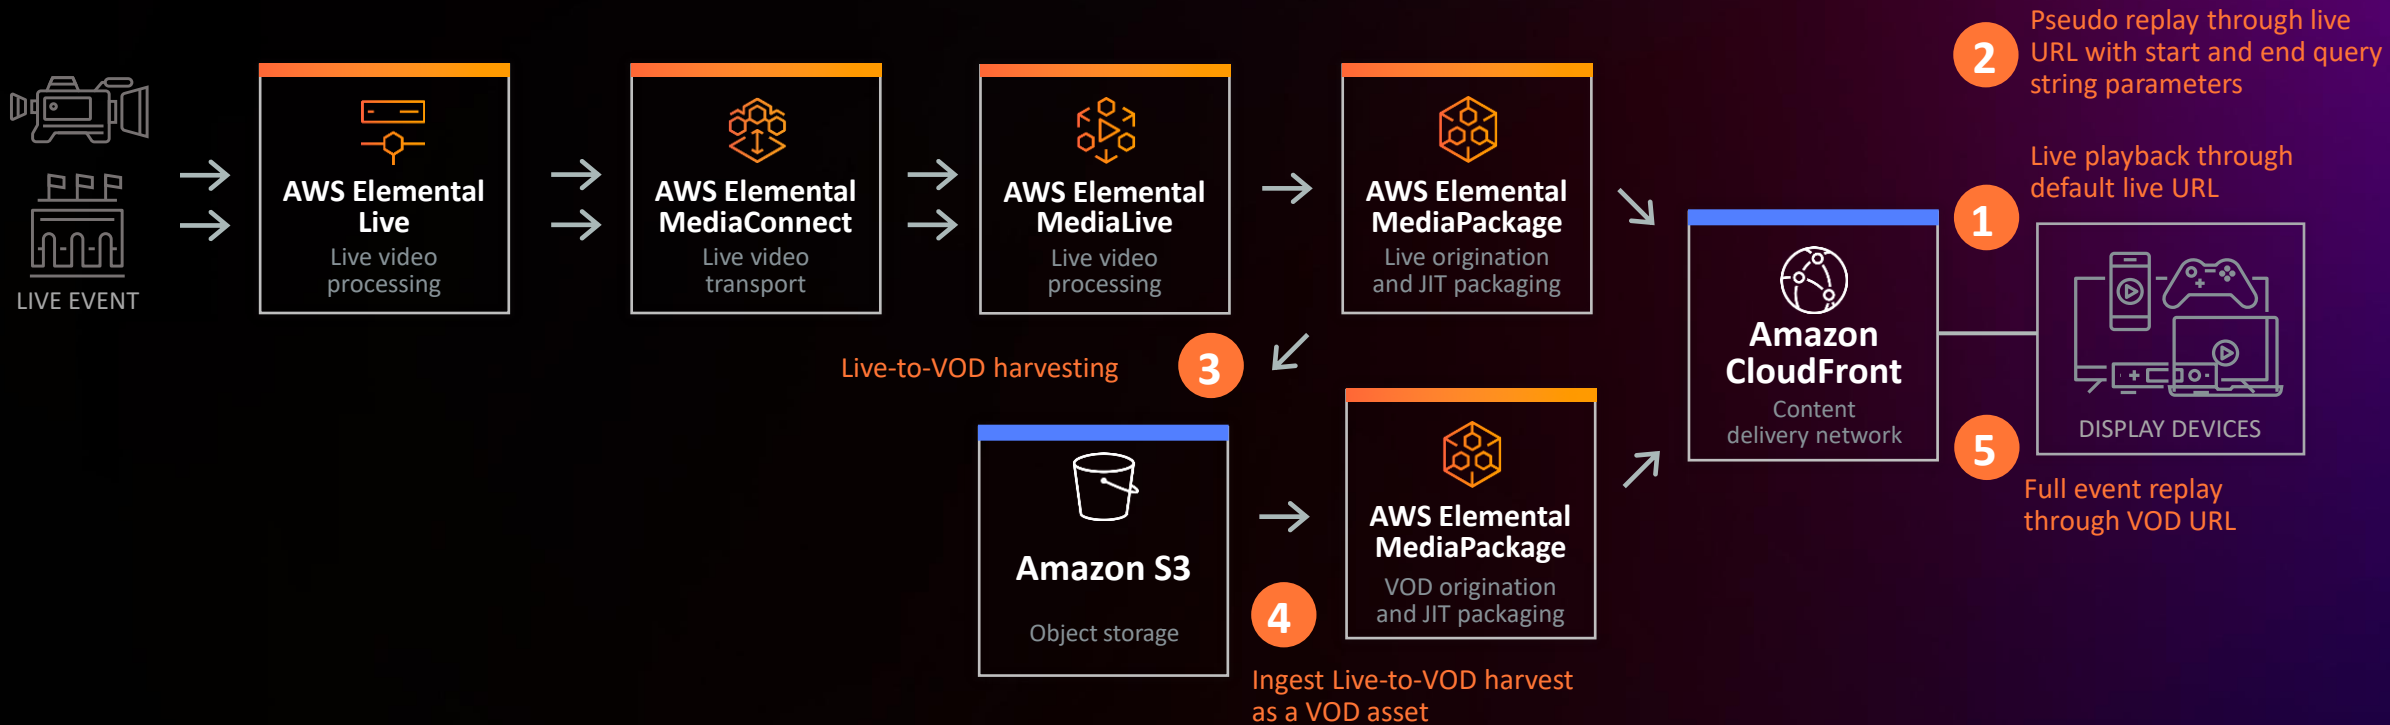 LIVE EVENT
AWS Elemental
Live
Live video
processing
AWS Elemental
MediaConnect
Live video
transport
AWS Elemental
MediaLive
Live video
processing
AWS Elemental
MediaPackage
Live origination
and JIT packaging
2
Pseudo replay through live
URL with start and end query
string parameters
1
Live playback through
default live URL
Amazon
CloudFront
Content
delivery network
DISPLAY DEVICES
Live-to-VOD harvesting
3
Amazon S3
Object storage
4
Ingest Live-to-VOD harvest
as a VOD asset
AWS Elemental
MediaPackage
VOD origination
and JIT packaging
5
Full event replay
through VOD URL